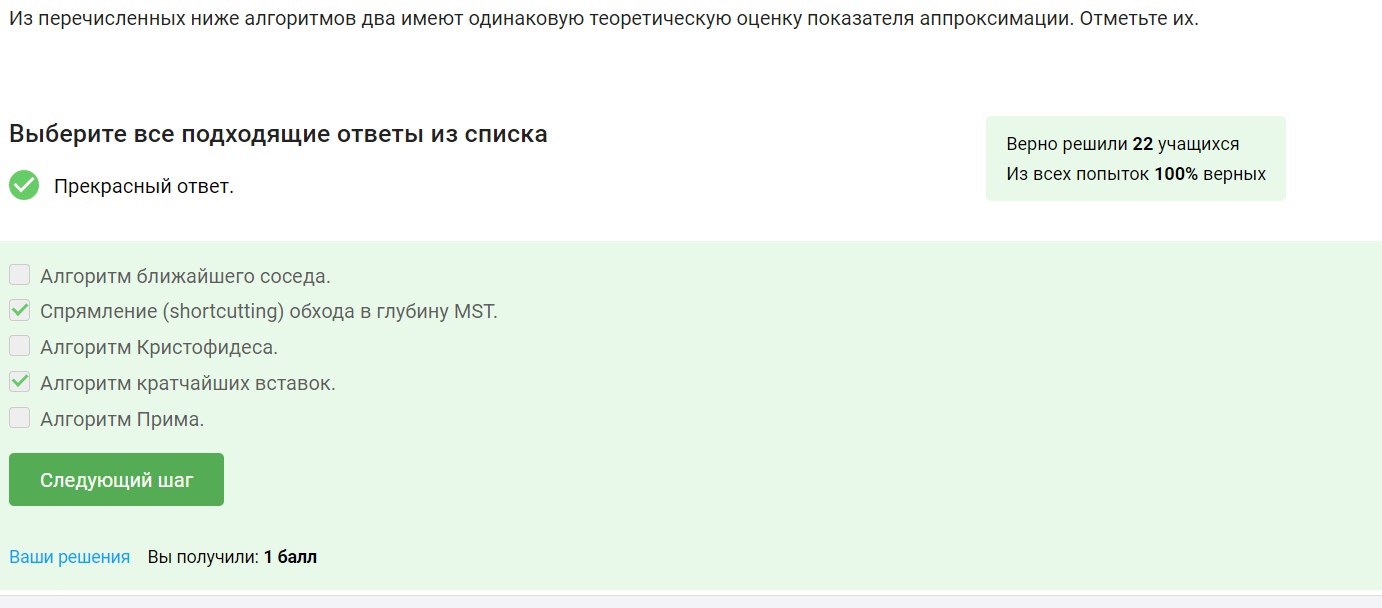 Из перечисленных ниже алгоритмов два имеют одинаковую теоретическую оценку показателя аппроксимации. Отметьте их.
Выберите все подходящие ответы из списка
Прекрасный ответ.
Верно решили 22 учащихся
Из всех попыток 100% верных
Алгоритм ближайшего соседа.
Спрямление (shortcutting) обхода в глубину MST.
Алгоритм Кристофидеса.
Алгоритм кратчайших вставок.
Алгоритм Прима.
Следующий шаг
Ваши решения Вы получили: 1 балл